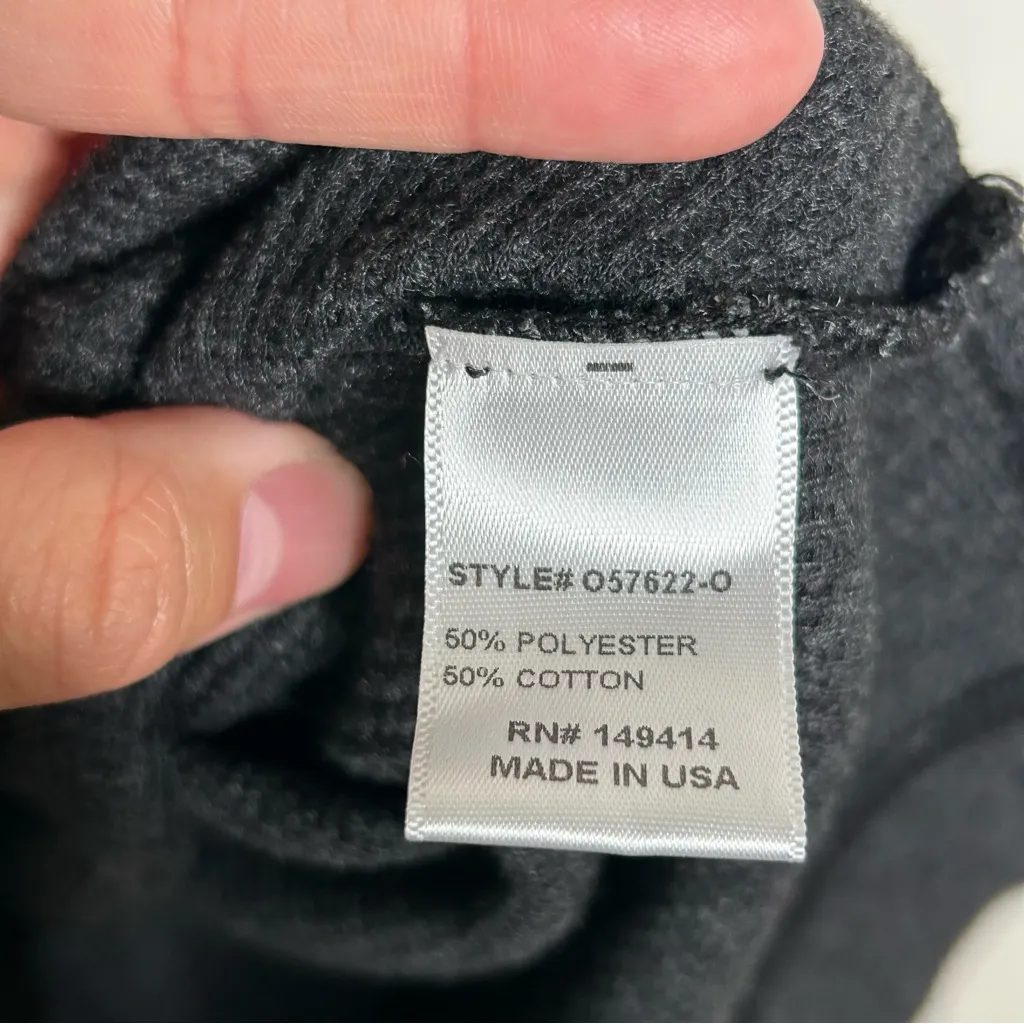 STYLE# O57622-O
50% POLYESTER
50% COTTON
RN# 149414
MADE IN USA